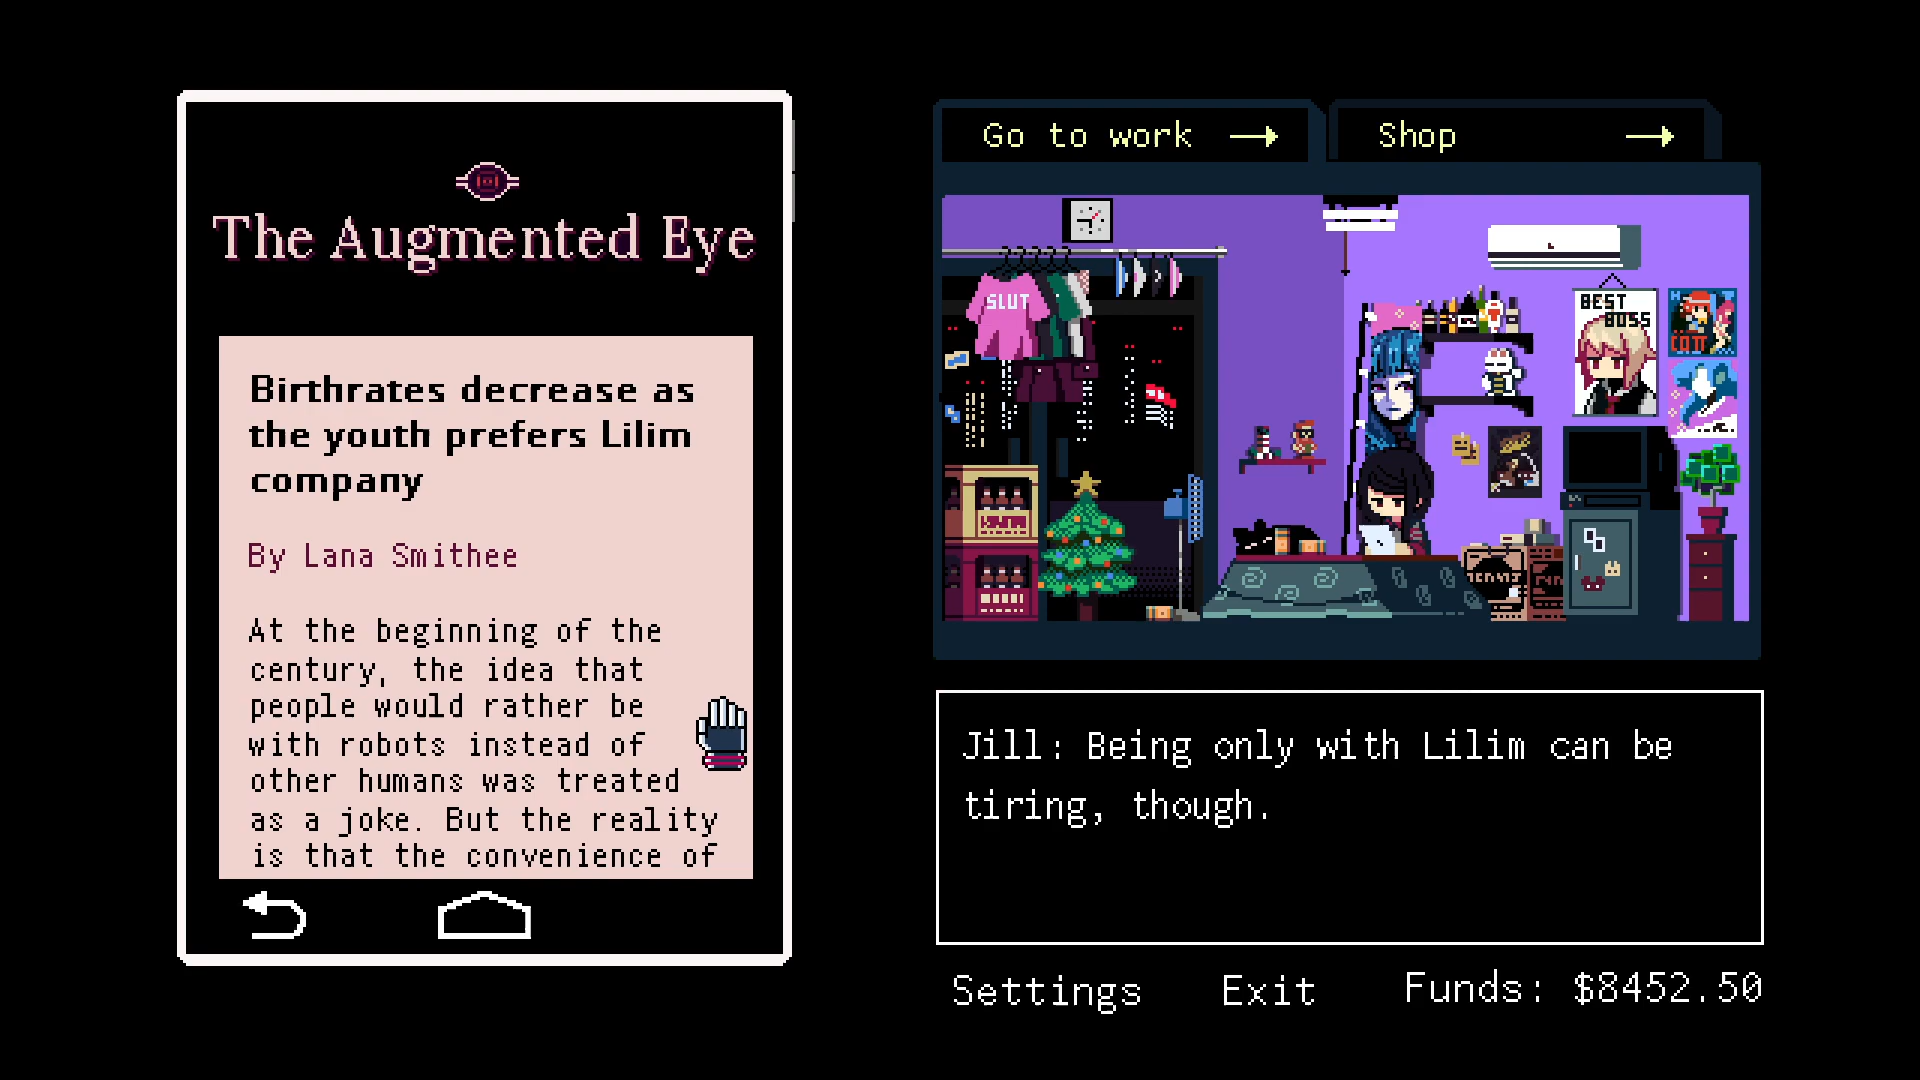 The Augmented Eye
Birthrates decrease as
the youth prefers Lilim
company
By Lana Smithee
At the beginning of the
century, the idea that
people would rather be
with robots instead of
other humans was treated
as a joke. But the reality
is that the convenience of
Go to work
Shop
SLUT
BEST
BOSS
Jill: Being only with Lilim can be
tiring, though.
Settings
Exit
Funds: $8452.50